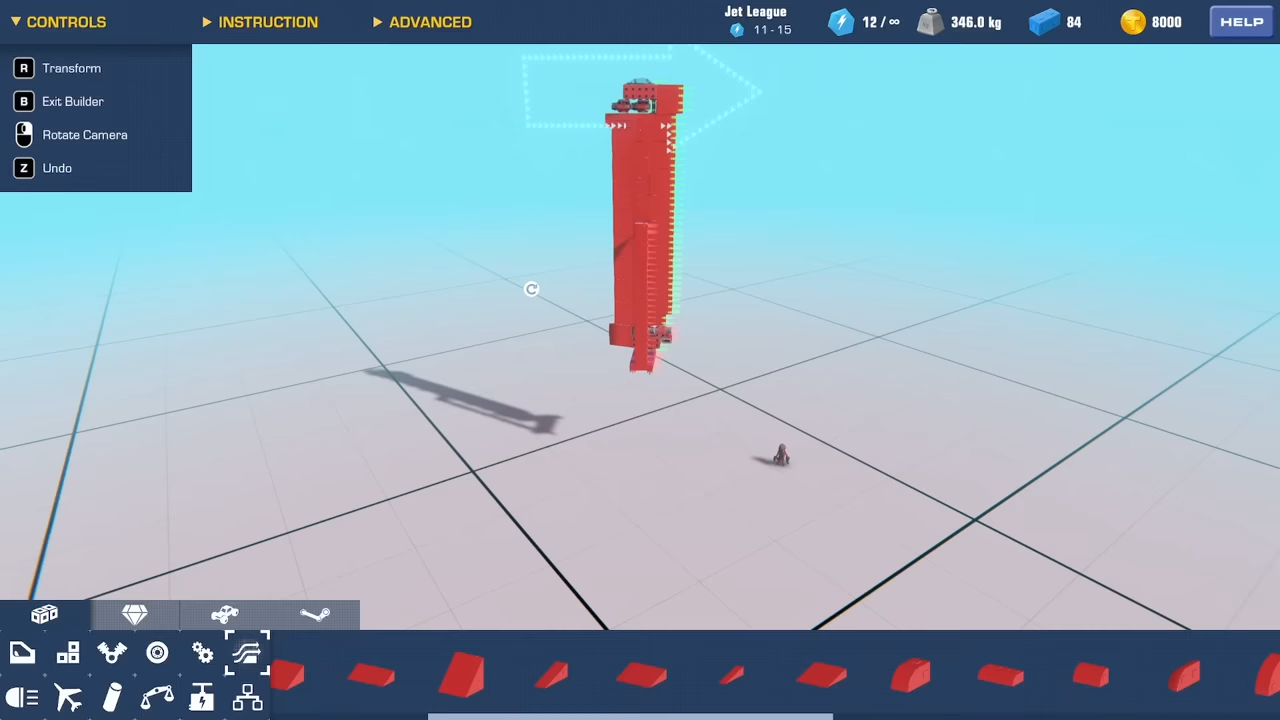 CONTROLS
INSTRUCTION
ADVANCED
Jet League
11 - 15
12 / ∞
346.0 kg
84
8000
HELP
R Transform
B Exit Builder
Rotate Camera
Z Undo